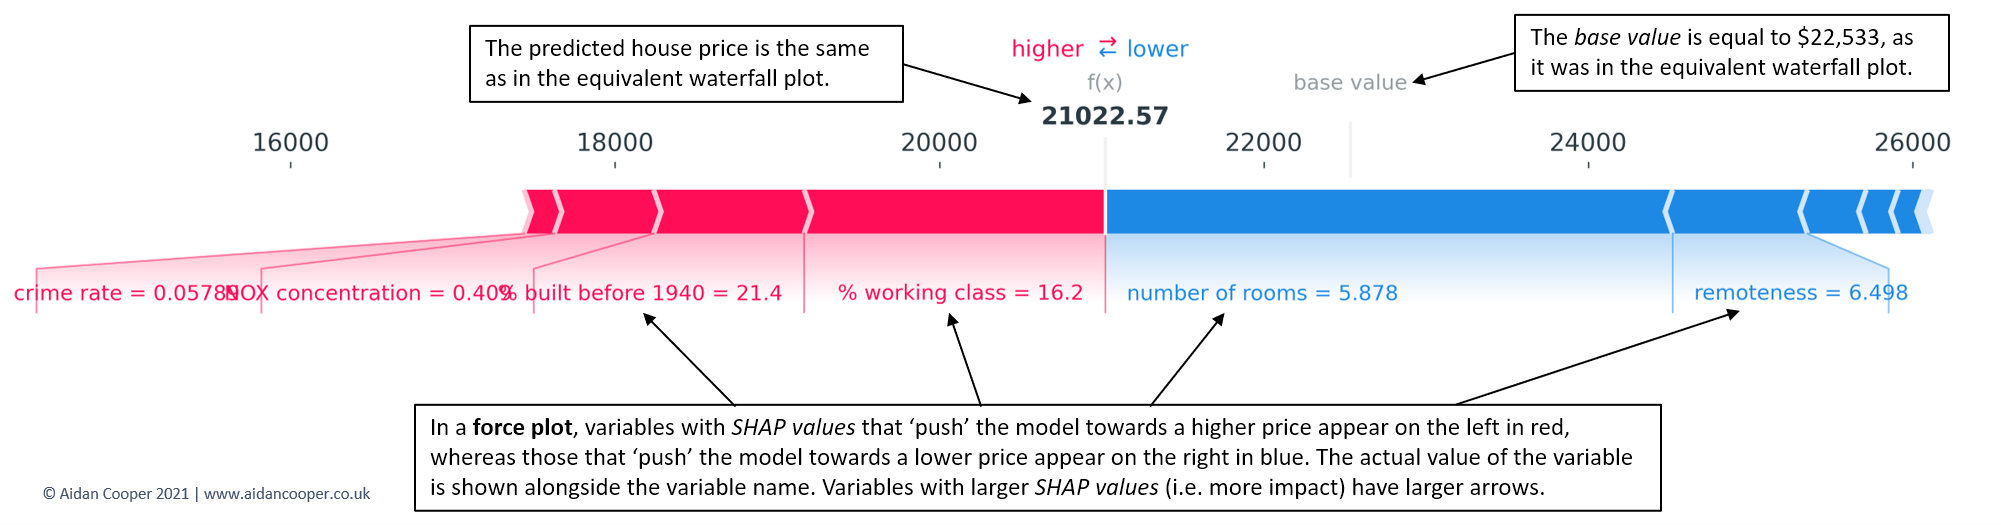 The predicted house price is the same
as in the equivalent waterfall plot.
higher ⇄ lower
f(x)
21022.57
base value
The base value is equal to $22,533, as
it was in the equivalent waterfall plot.
16000 18000 20000 22000 24000 26000
crime rate = 0.05789 NOX concentration = 0.409 % built before 1940 = 21.4 % working class = 16.2 number of rooms = 5.878 remoteness = 6.498
In a force plot, variables with SHAP values that ‘push’ the model towards a higher price appear on the left in red,
whereas those that ‘push’ the model towards a lower price appear on the right in blue. The actual value of the variable
is shown alongside the variable name. Variables with larger SHAP values (i.e. more impact) have larger arrows.
© Aidan Cooper 2021 | www.aidancooper.co.uk